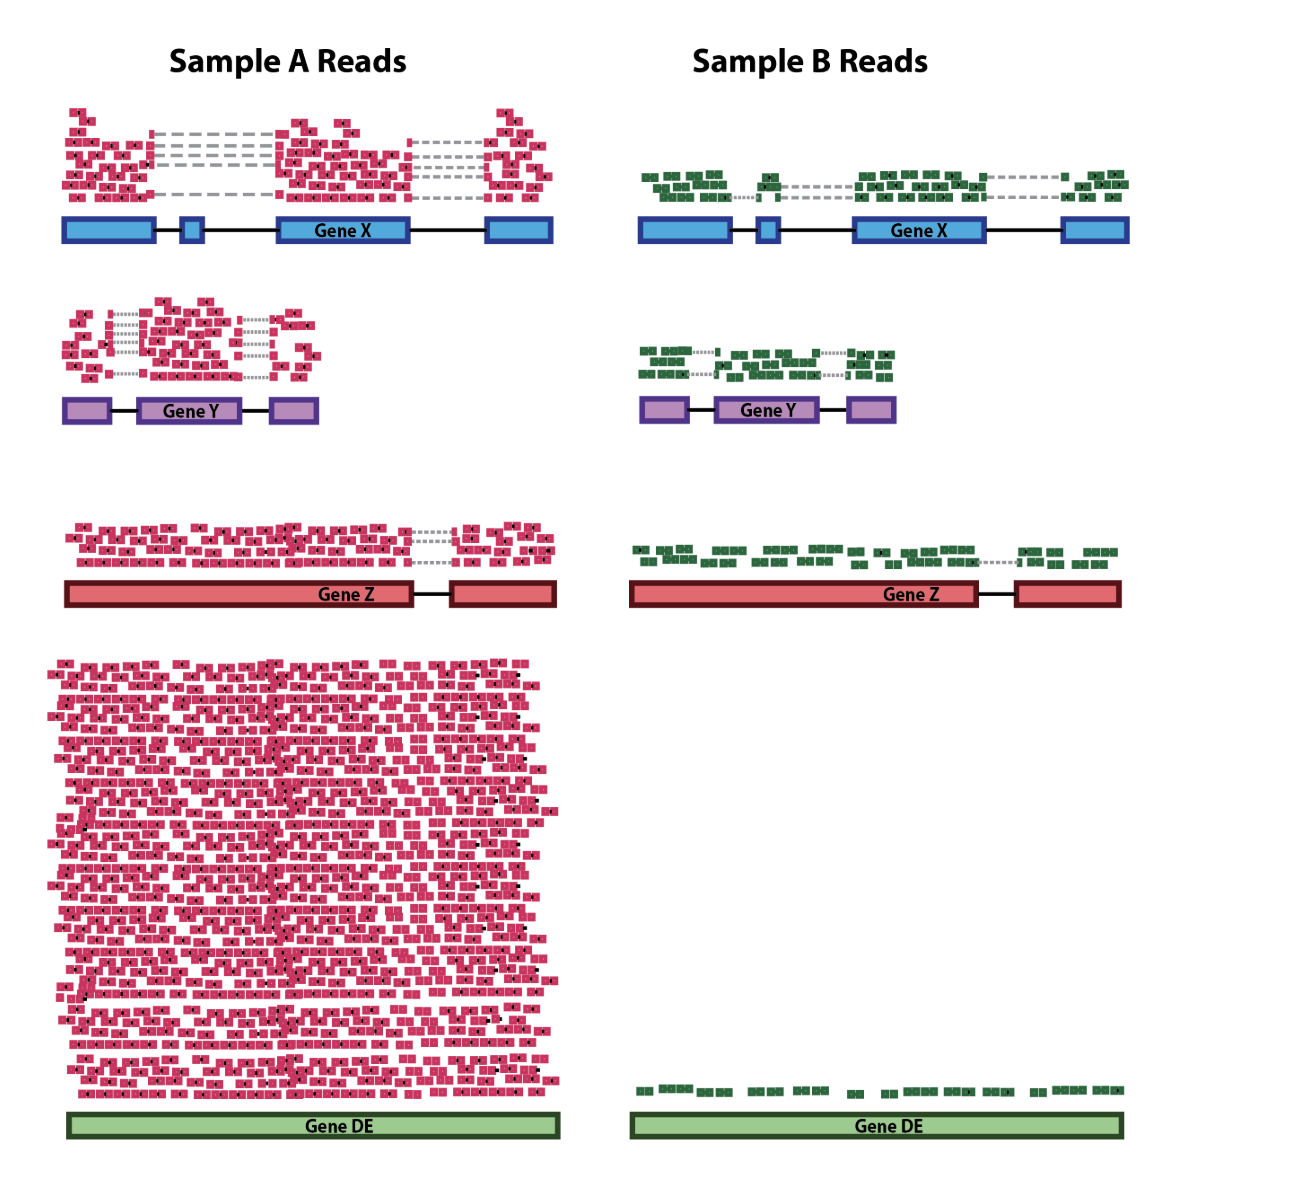 Sample A Reads
Sample B Reads
Gene X
Gene X
Gene Y
Gene Y
Gene Z
Gene Z
Gene DE
Gene DE